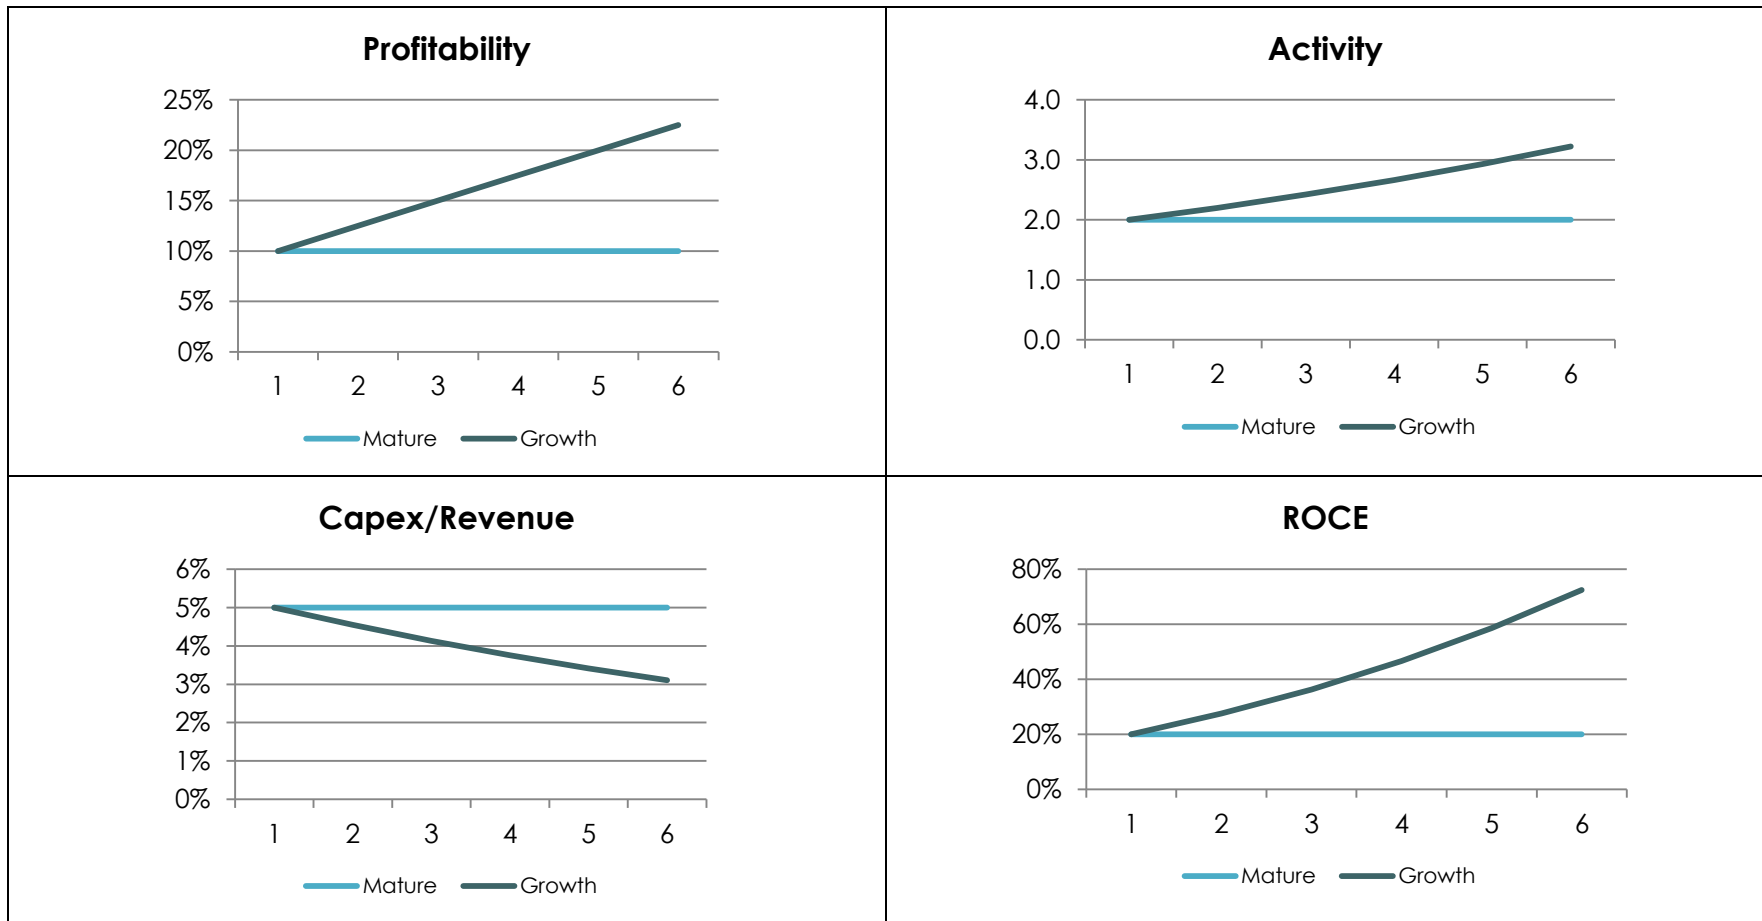 Profitability
25%
20%
15%
10%
5%
0%
1 2 3 4 5 6
Mature Growth
Activity
4.0
3.0
2.0
1.0
0.0
1 2 3 4 5 6
Mature Growth
Capex/Revenue
6%
5%
4%
3%
2%
1%
0%
1 2 3 4 5 6
Mature Growth
ROCE
80%
60%
40%
20%
0%
1 2 3 4 5 6
Mature Growth